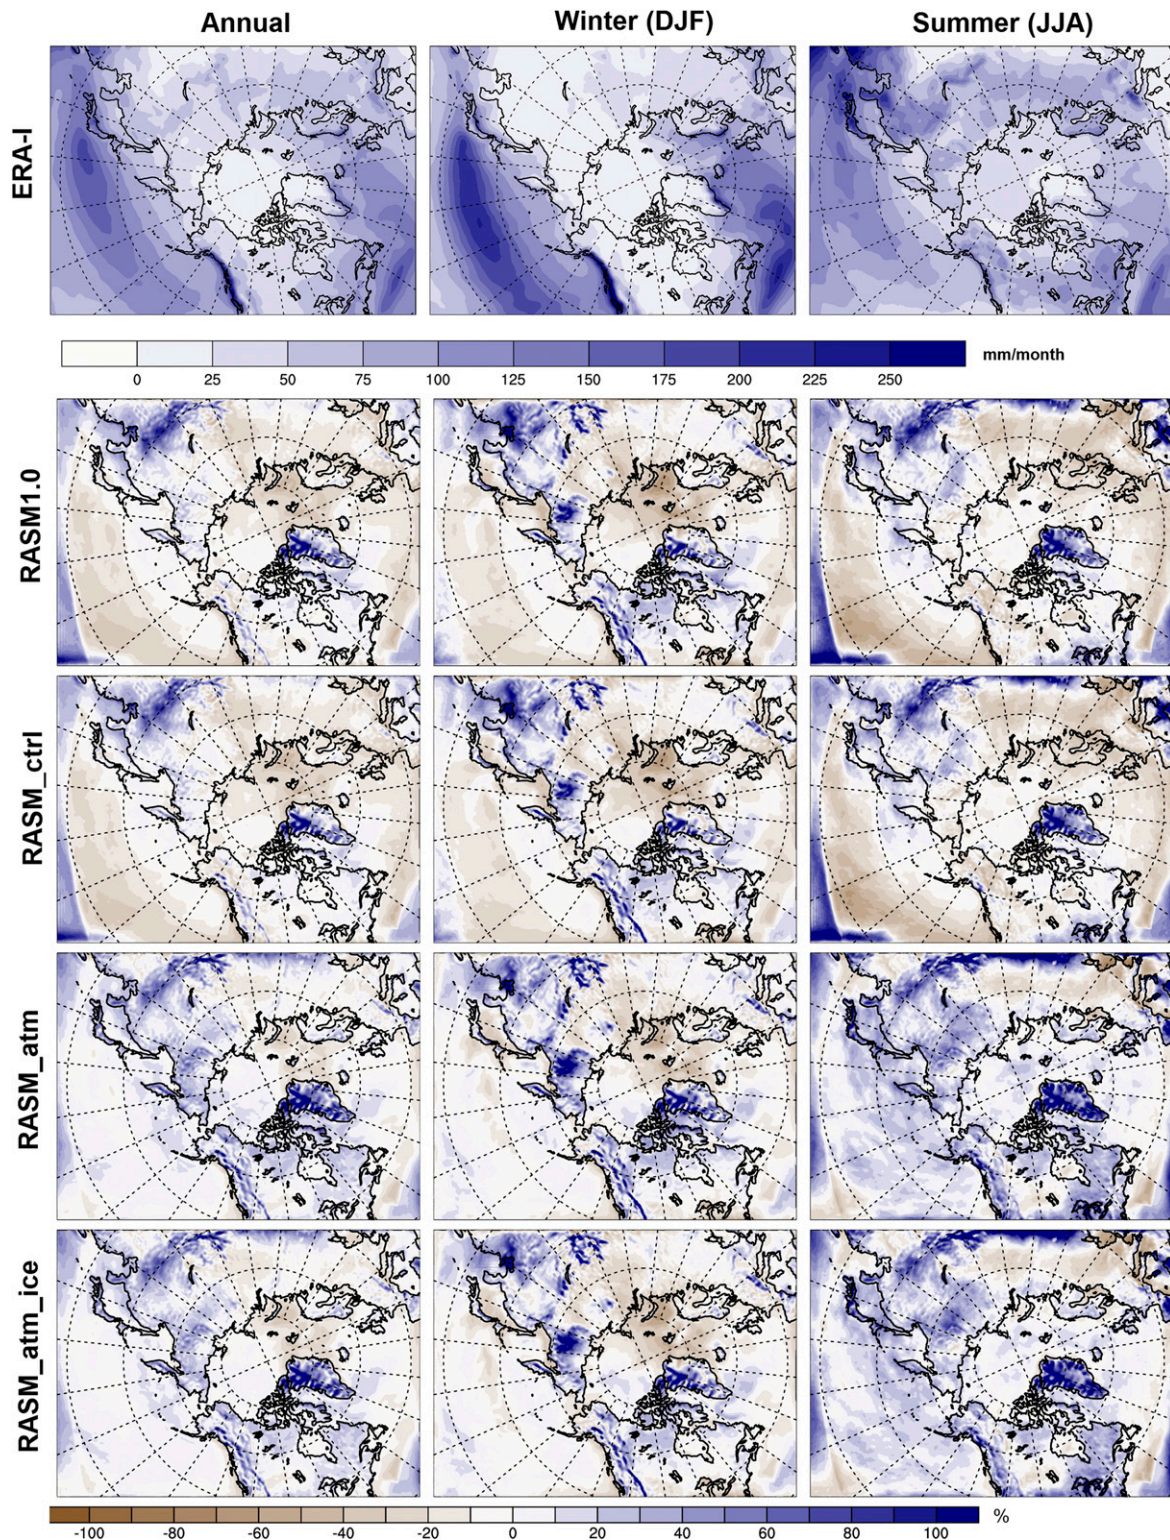 Annual Winter (DJF) Summer (JJA)
ERA-I
0 25 50 75 100 125 150 175 200 225 250 mm/month
RASM1.0
RASM_ctrl
RASM_atm
RASM_atm_ice
-100 -80 -60 -40 -20 0 20 40 60 80 100 %